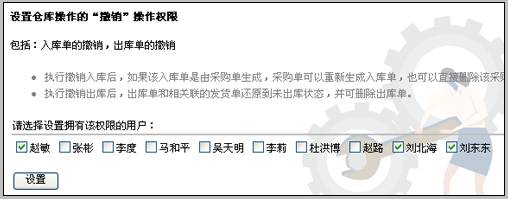 设置仓库操作的“撤销”操作权限
包括：入库单的撤销，出库单的撤销
执行撤销入库后，如果该入库单是由采购单生成，采购单可以重新生成入库单，也可以直接删除该采购
执行撤销出库后，出库单和相关联的发货单还原到未出库状态，并可删除出库单。
请选择设置拥有该权限的用户：
赵敏 张彬 李度 马和平 吴天明 李莉 杜洪博 赵路 刘北海 刘东东
设置